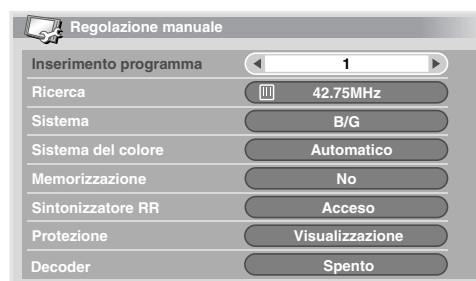 Regolazione manuale
Inserimento programma 1
Ricerca 42.75MHz
Sistema B/G
Sistema del colore Automatico
Memorizzazione No
Sintonizzatore RR Acceso
Protezione Visualizzazione
Decoder Spento